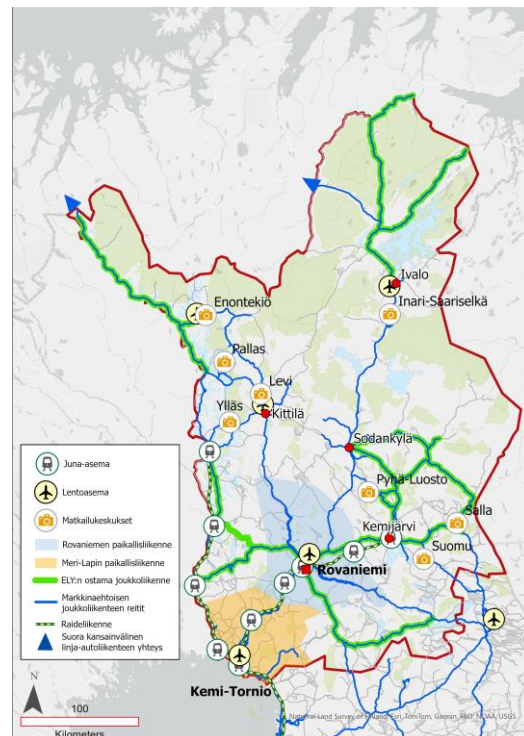 Ivalo
Inari-Saariselkä
Enontekiö
Pallas
Levi
Kittilä
Ylläs
Sodankylä
Pyhä-Luosto
Salla
Kemijärvi
Suomu
Rovaniemi
Kemi-Tornio
Juna-asema
Lentoasema
Matkailukeskukset
Rovaniemen paikallisliikenne
Meri-Lapin paikallisliikenne
ELY:n ostama joukkoliikenne
Markkinaehtoisen
joukkoliikenteen reitit
Raideliikenne
Suora kansainvälinen
linja-autoliikenteen yhteys
N
100
Kilometers
National Land Survey of Finland, Esri, TomTom, Garmin, FAO, NOAA, USGS